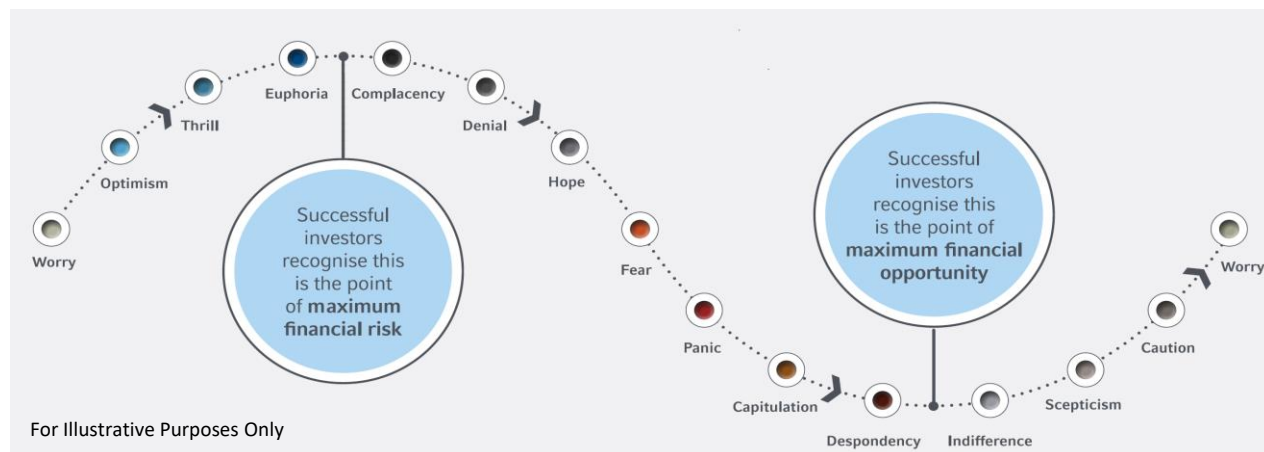 Worry
Optimism
Thrill
Euphoria
Complacency
Denial
Hope
Fear
Panic
Capitulation
Despondency
Indifference
Scepticism
Caution
Worry
Successful
investors
recognise this
is the point
of maximum
financial risk
Successful
investors
recognise this
is the point of
maximum financial
opportunity
For Illustrative Purposes Only